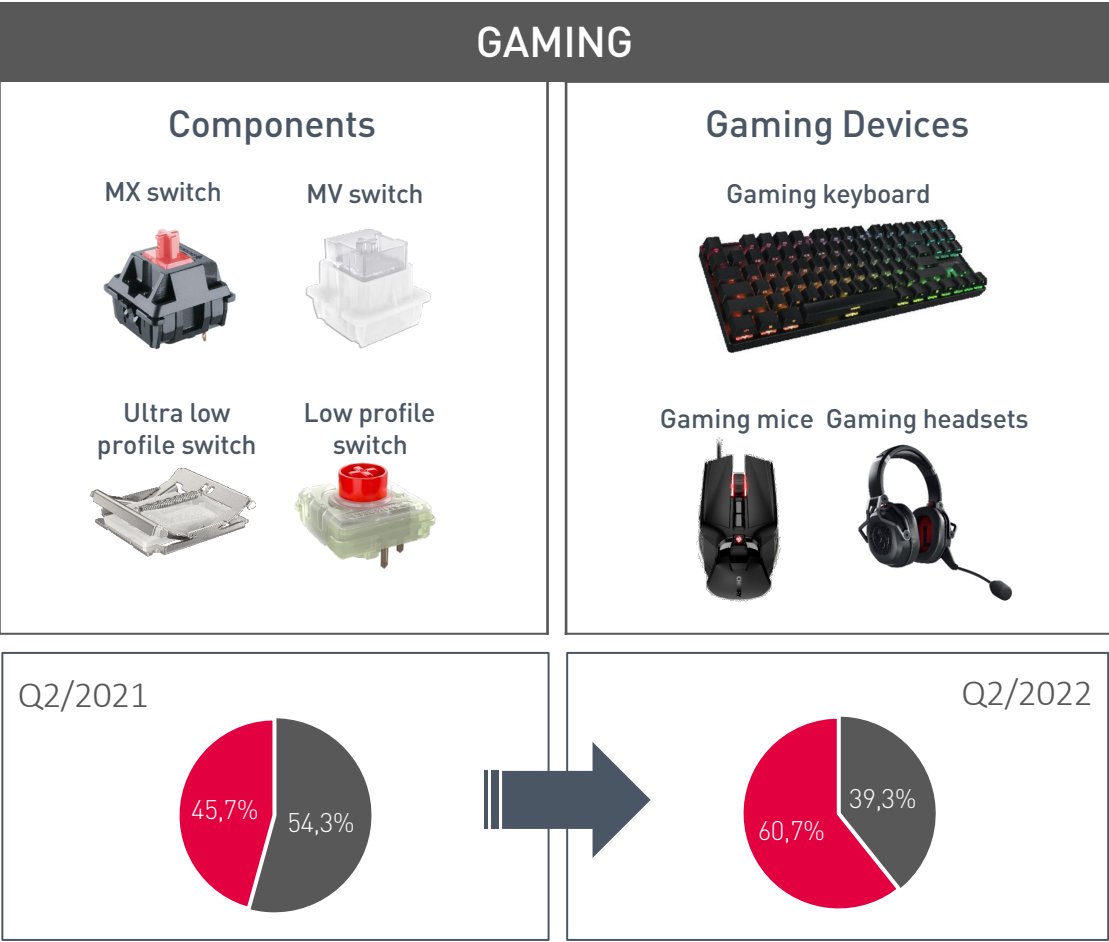 GAMING
Components
MX switch
MV switch
Ultra low
profile switch
Low profile
switch
Gaming Devices
Gaming keyboard
Gaming mice
Gaming headsets
Q2/2021
45,7%
54,3%
Q2/2022
60,7%
39,3%